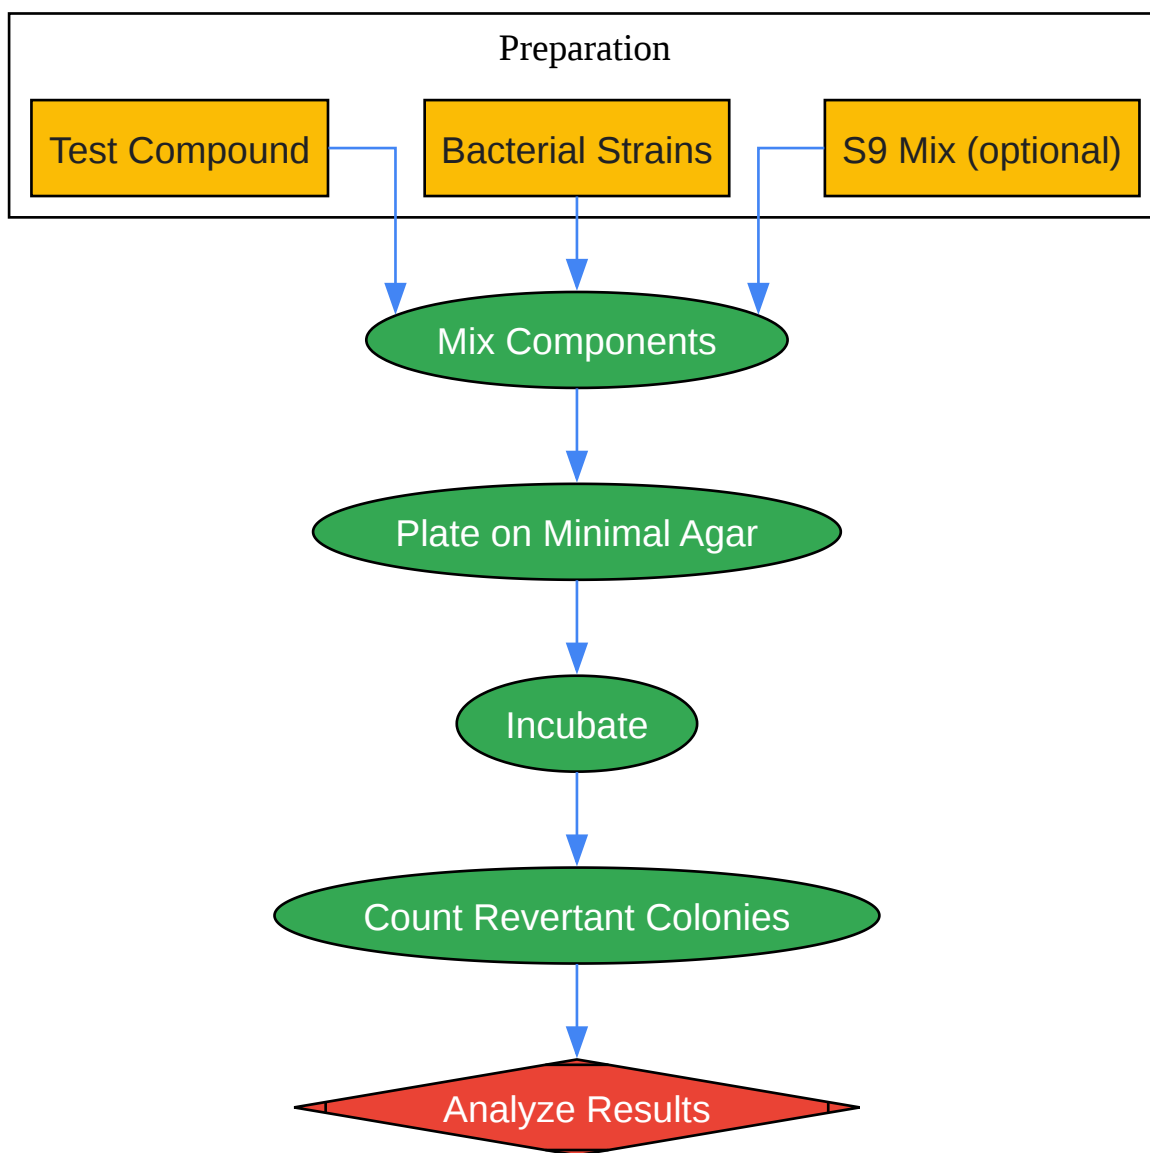 Preparation
Test Compound
Bacterial Strains
S9 Mix (optional)
Mix Components
Plate on Minimal Agar
Incubate
Count Revertant Colonies
Analyze Results